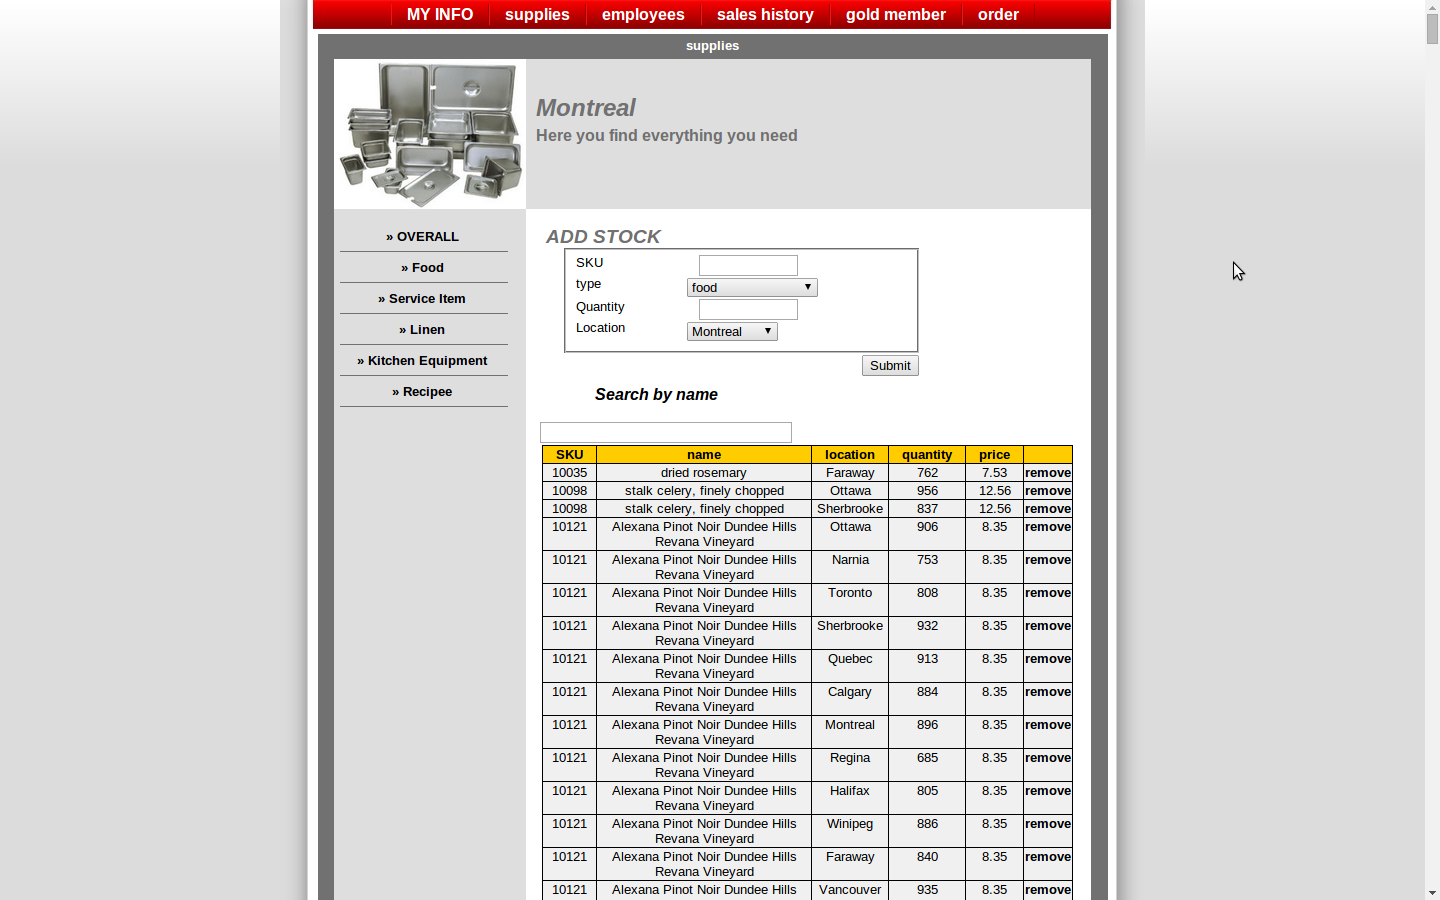 MY INFO supplies employees sales history gold member order
supplies
Montreal
Here you find everything you need
» OVERALL
» Food
» Service Item
» Linen
» Kitchen Equipment
» Recipee
ADD STOCK
SKU
type food
Quantity
Location Montreal
Submit
Search by name
SKU name location quantity price
10035 dried rosemary Faraway 762 7.53 remove
10098 stalk celery, finely chopped Ottawa 956 12.56 remove
10098 stalk celery, finely chopped Sherbrooke 837 12.56 remove
10121 Alexana Pinot Noir Dundee Hills Ottawa 906 8.35 remove
Revana Vineyard
10121 Alexana Pinot Noir Dundee Hills Narnia 753 8.35 remove
Revana Vineyard
10121 Alexana Pinot Noir Dundee Hills Toronto 808 8.35 remove
Revana Vineyard
10121 Alexana Pinot Noir Dundee Hills Sherbrooke 932 8.35 remove
Revana Vineyard
10121 Alexana Pinot Noir Dundee Hills Quebec 913 8.35 remove
Revana Vineyard
10121 Alexana Pinot Noir Dundee Hills Calgary 884 8.35 remove
Revana Vineyard
10121 Alexana Pinot Noir Dundee Hills Montreal 896 8.35 remove
Revana Vineyard
10121 Alexana Pinot Noir Dundee Hills Regina 685 8.35 remove
Revana Vineyard
10121 Alexana Pinot Noir Dundee Hills Halifax 805 8.35 remove
Revana Vineyard
10121 Alexana Pinot Noir Dundee Hills Winipeg 886 8.35 remove
Revana Vineyard
10121 Alexana Pinot Noir Dundee Hills Faraway 840 8.35 remove
Revana Vineyard
10121 Alexana Pinot Noir Dundee Hills Vancouver 935 8.35 remove